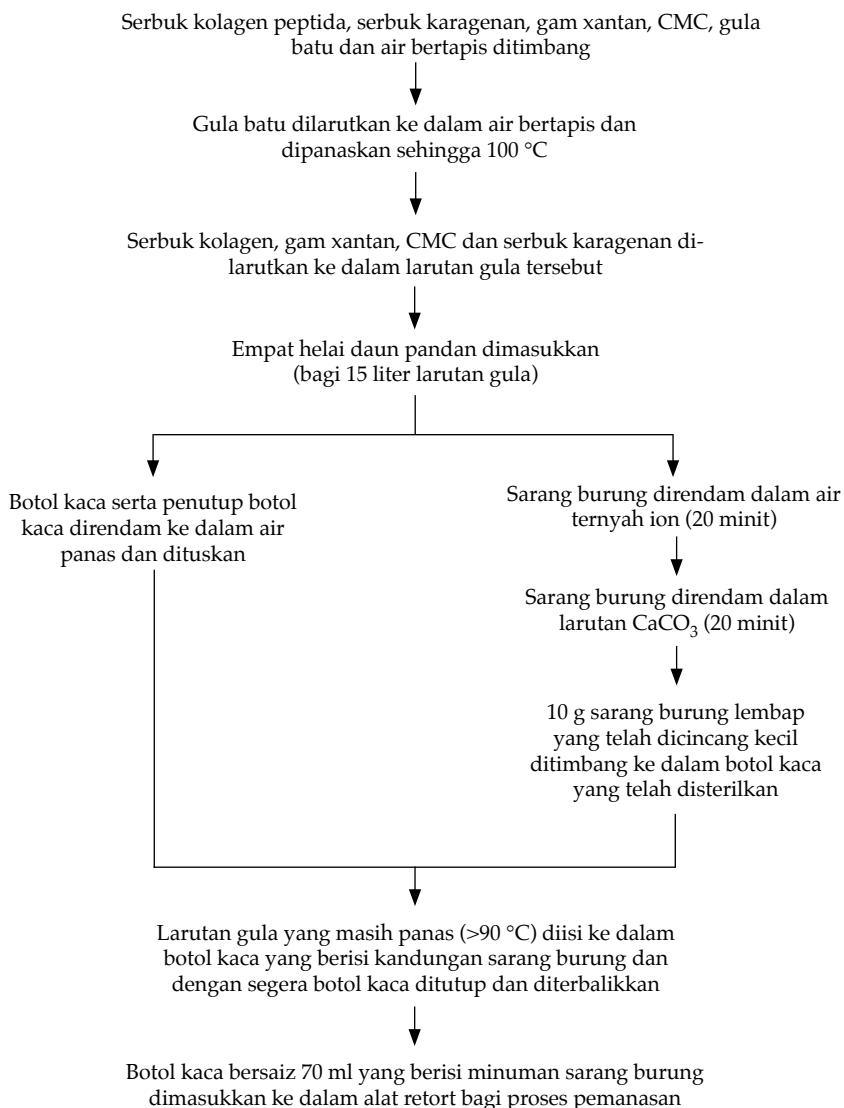 Serbuk kolagen peptida, serbuk karagenan, gam xantan, CMC, gula
batu dan air bertapis ditimbang
Gula batu dilarutkan ke dalam air bertapis dan
dipanaskan sehingga 100 °C
Serbuk kolagen, gam xantan, CMC dan serbuk karagenan di-
larutkan ke dalam larutan gula tersebut
Empat helai daun pandan dimasukkan
(bagi 15 liter larutan gula)
Botol kaca serta penutup botol
kaca direndam ke dalam air
panas dan dituskan
Sarang burung direndam dalam air
ternyah ion (20 minit)
Sarang burung direndam dalam
larutan CaCO₃ (20 minit)
10 g sarang burung lembap
yang telah dicincang kecil
ditimbang ke dalam botol kaca
yang telah disterilkan
Larutan gula yang masih panas (>90 °C) diisi ke dalam
botol kaca yang berisi kandungan sarang burung dan
dengan segera botol kaca ditutup dan diterbalikkan
Botol kaca bersaiz 70 ml yang berisi minuman sarang burung
dimasukkan ke dalam alat retort bagi proses pemanasan